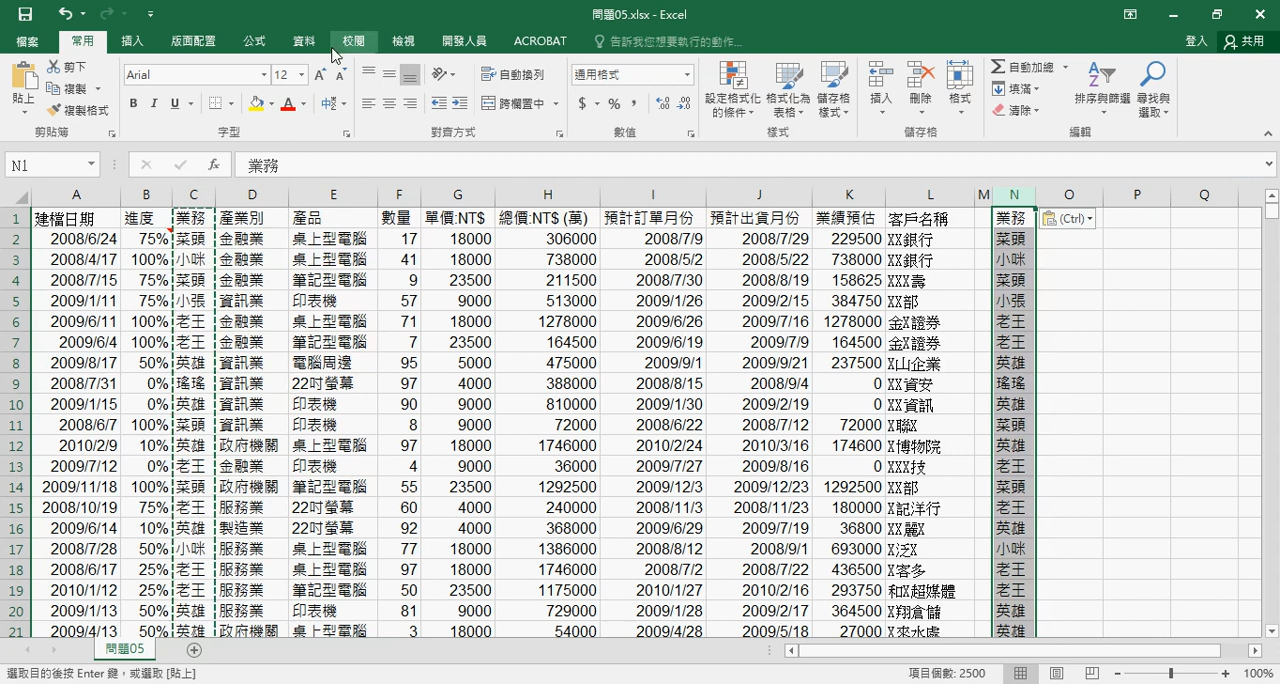 問題05.xlsx - Excel
檔案 常用 插入 版面配置 公式 資料 校閱 檢視 開發人員 ACROBAT 告訴我您想要執行的動作... 登入 共用
貼上 剪下 複製 複製格式 剪貼簿
Arial 12 B I U 字型
自動換列 跨欄置中 對齊方式
通用格式 $ % , 數值
設定格式化的條件 格式化為表格 儲存格樣式 樣式
插入 刪除 格式 儲存格
自動加總 填滿 清除 排序與篩選 尋找與選取 編輯
N1 fx 業務
A B C D E F G H I J K L M N O P Q
1 建檔日期 進度 業務 產業別 產品 數量 單價:NT$ 總價:NT$ (萬) 預計訂單月份 預計出貨月份 業績預估 客戶名稱 業務 (Ctrl)
2 2008/6/24 75% 菜頭 金融業 桌上型電腦 17 18000 306000 2008/7/9 2008/7/29 229500 XX銀行 菜頭
3 2008/4/17 100% 小咪 金融業 桌上型電腦 41 18000 738000 2008/5/2 2008/5/22 738000 XX銀行 小咪
4 2008/7/15 75% 菜頭 金融業 筆記型電腦 9 23500 211500 2008/7/30 2008/8/19 158625 XXX壽 菜頭
5 2009/1/11 75% 小張 資訊業 印表機 57 9000 513000 2009/1/26 2009/2/15 384750 XX部 小張
6 2009/6/11 100% 老王 金融業 桌上型電腦 71 18000 1278000 2009/6/26 2009/7/16 1278000 金X證券 老王
7 2009/6/4 100% 老王 金融業 筆記型電腦 7 23500 164500 2009/6/19 2009/7/9 164500 金X證券 老王
8 2009/8/17 50% 英雄 資訊業 電腦周邊 95 5000 475000 2009/9/1 2009/9/21 237500 X山企業 英雄
9 2008/7/31 0% 瑤瑤 資訊業 22吋螢幕 97 4000 388000 2008/8/15 2008/9/4 0 XX資安 瑤瑤
10 2009/1/15 0% 英雄 資訊業 印表機 90 9000 810000 2009/1/30 2009/2/19 0 XX資訊 英雄
11 2008/6/7 100% 菜頭 資訊業 印表機 8 9000 72000 2008/6/22 2008/7/12 72000 X聯X 菜頭
12 2010/2/9 10% 英雄 政府機關 桌上型電腦 97 18000 1746000 2010/2/24 2010/3/16 174600 X博物院 英雄
13 2009/7/12 0% 老王 金融業 印表機 4 9000 36000 2009/7/27 2009/8/16 0 XXX技 老王
14 2009/11/18 100% 菜頭 政府機關 筆記型電腦 55 23500 1292500 2009/12/3 2009/12/23 1292500 XX部 菜頭
15 2008/10/19 75% 老王 服務業 22吋螢幕 60 4000 240000 2008/11/3 2008/11/23 180000 X記洋行 老王
16 2009/6/14 10% 英雄 製造業 22吋螢幕 92 4000 368000 2009/6/29 2009/7/19 36800 XX麗X 英雄
17 2008/7/28 50% 小咪 服務業 桌上型電腦 77 18000 1386000 2008/8/12 2008/9/1 693000 X泛X 小咪
18 2008/6/17 25% 老王 服務業 桌上型電腦 97 18000 1746000 2008/7/2 2008/7/22 436500 X客多 老王
19 2010/1/12 25% 老王 服務業 筆記型電腦 50 23500 1175000 2010/1/27 2010/2/16 293750 和X超媒體 老王
20 2009/1/13 50% 英雄 服務業 印表機 81 9000 729000 2009/1/28 2009/2/17 364500 X翔倉儲 英雄
21 2009/4/13 50% 英雄 政府機關 桌上型電腦 3 18000 54000 2009/4/28 2009/5/18 27000 X來水處 英雄
問題05
選取目的後按 Enter 鍵，或選取 [貼上] 項目個數: 2500 100%